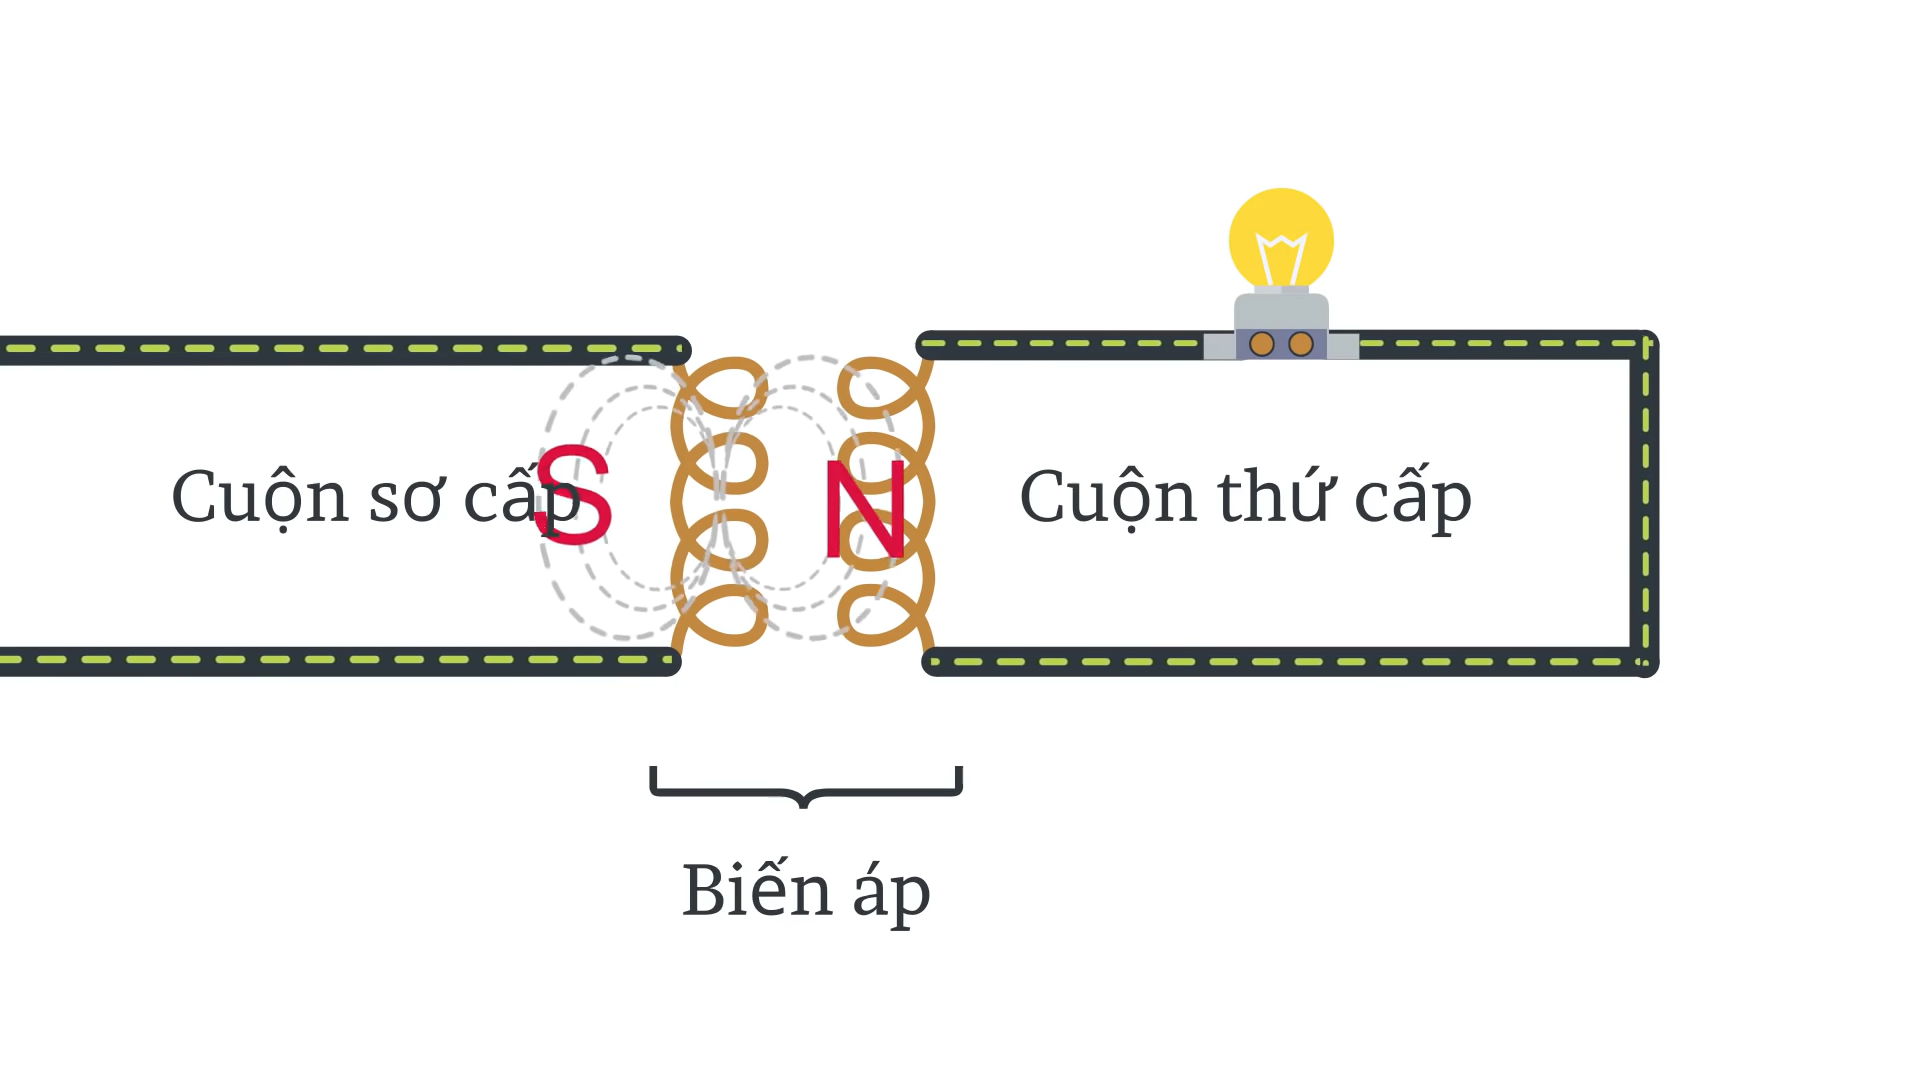 Cuộn sơ cấp
S
N
Cuộn thứ cấp
Biến áp